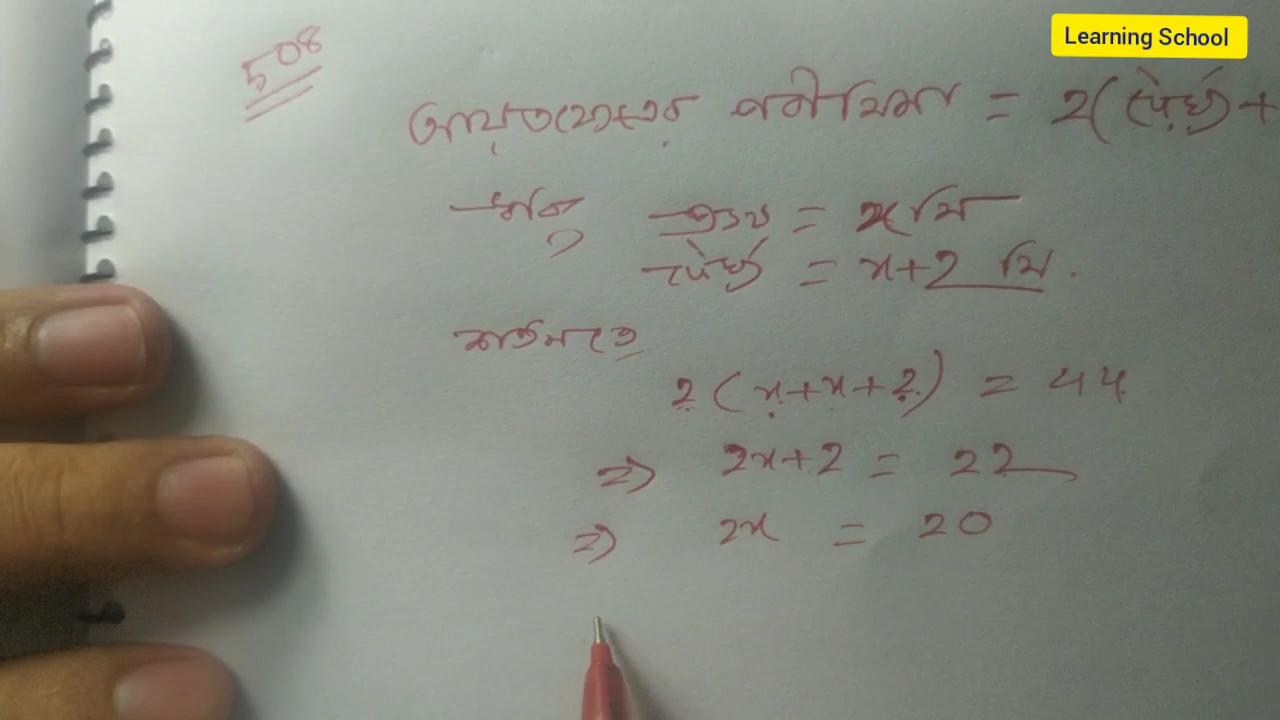 Learning School
508
আয়তক্ষেত্রের পরীসিমা = 2(দৈর্ঘ্য +
ধরি, প্রস্থ = x মি
দৈর্ঘ্য = x+2 মি.
শর্তমতে
2(x+x+2) = 44
=> 2x+2 = 22
=> 2x = 20